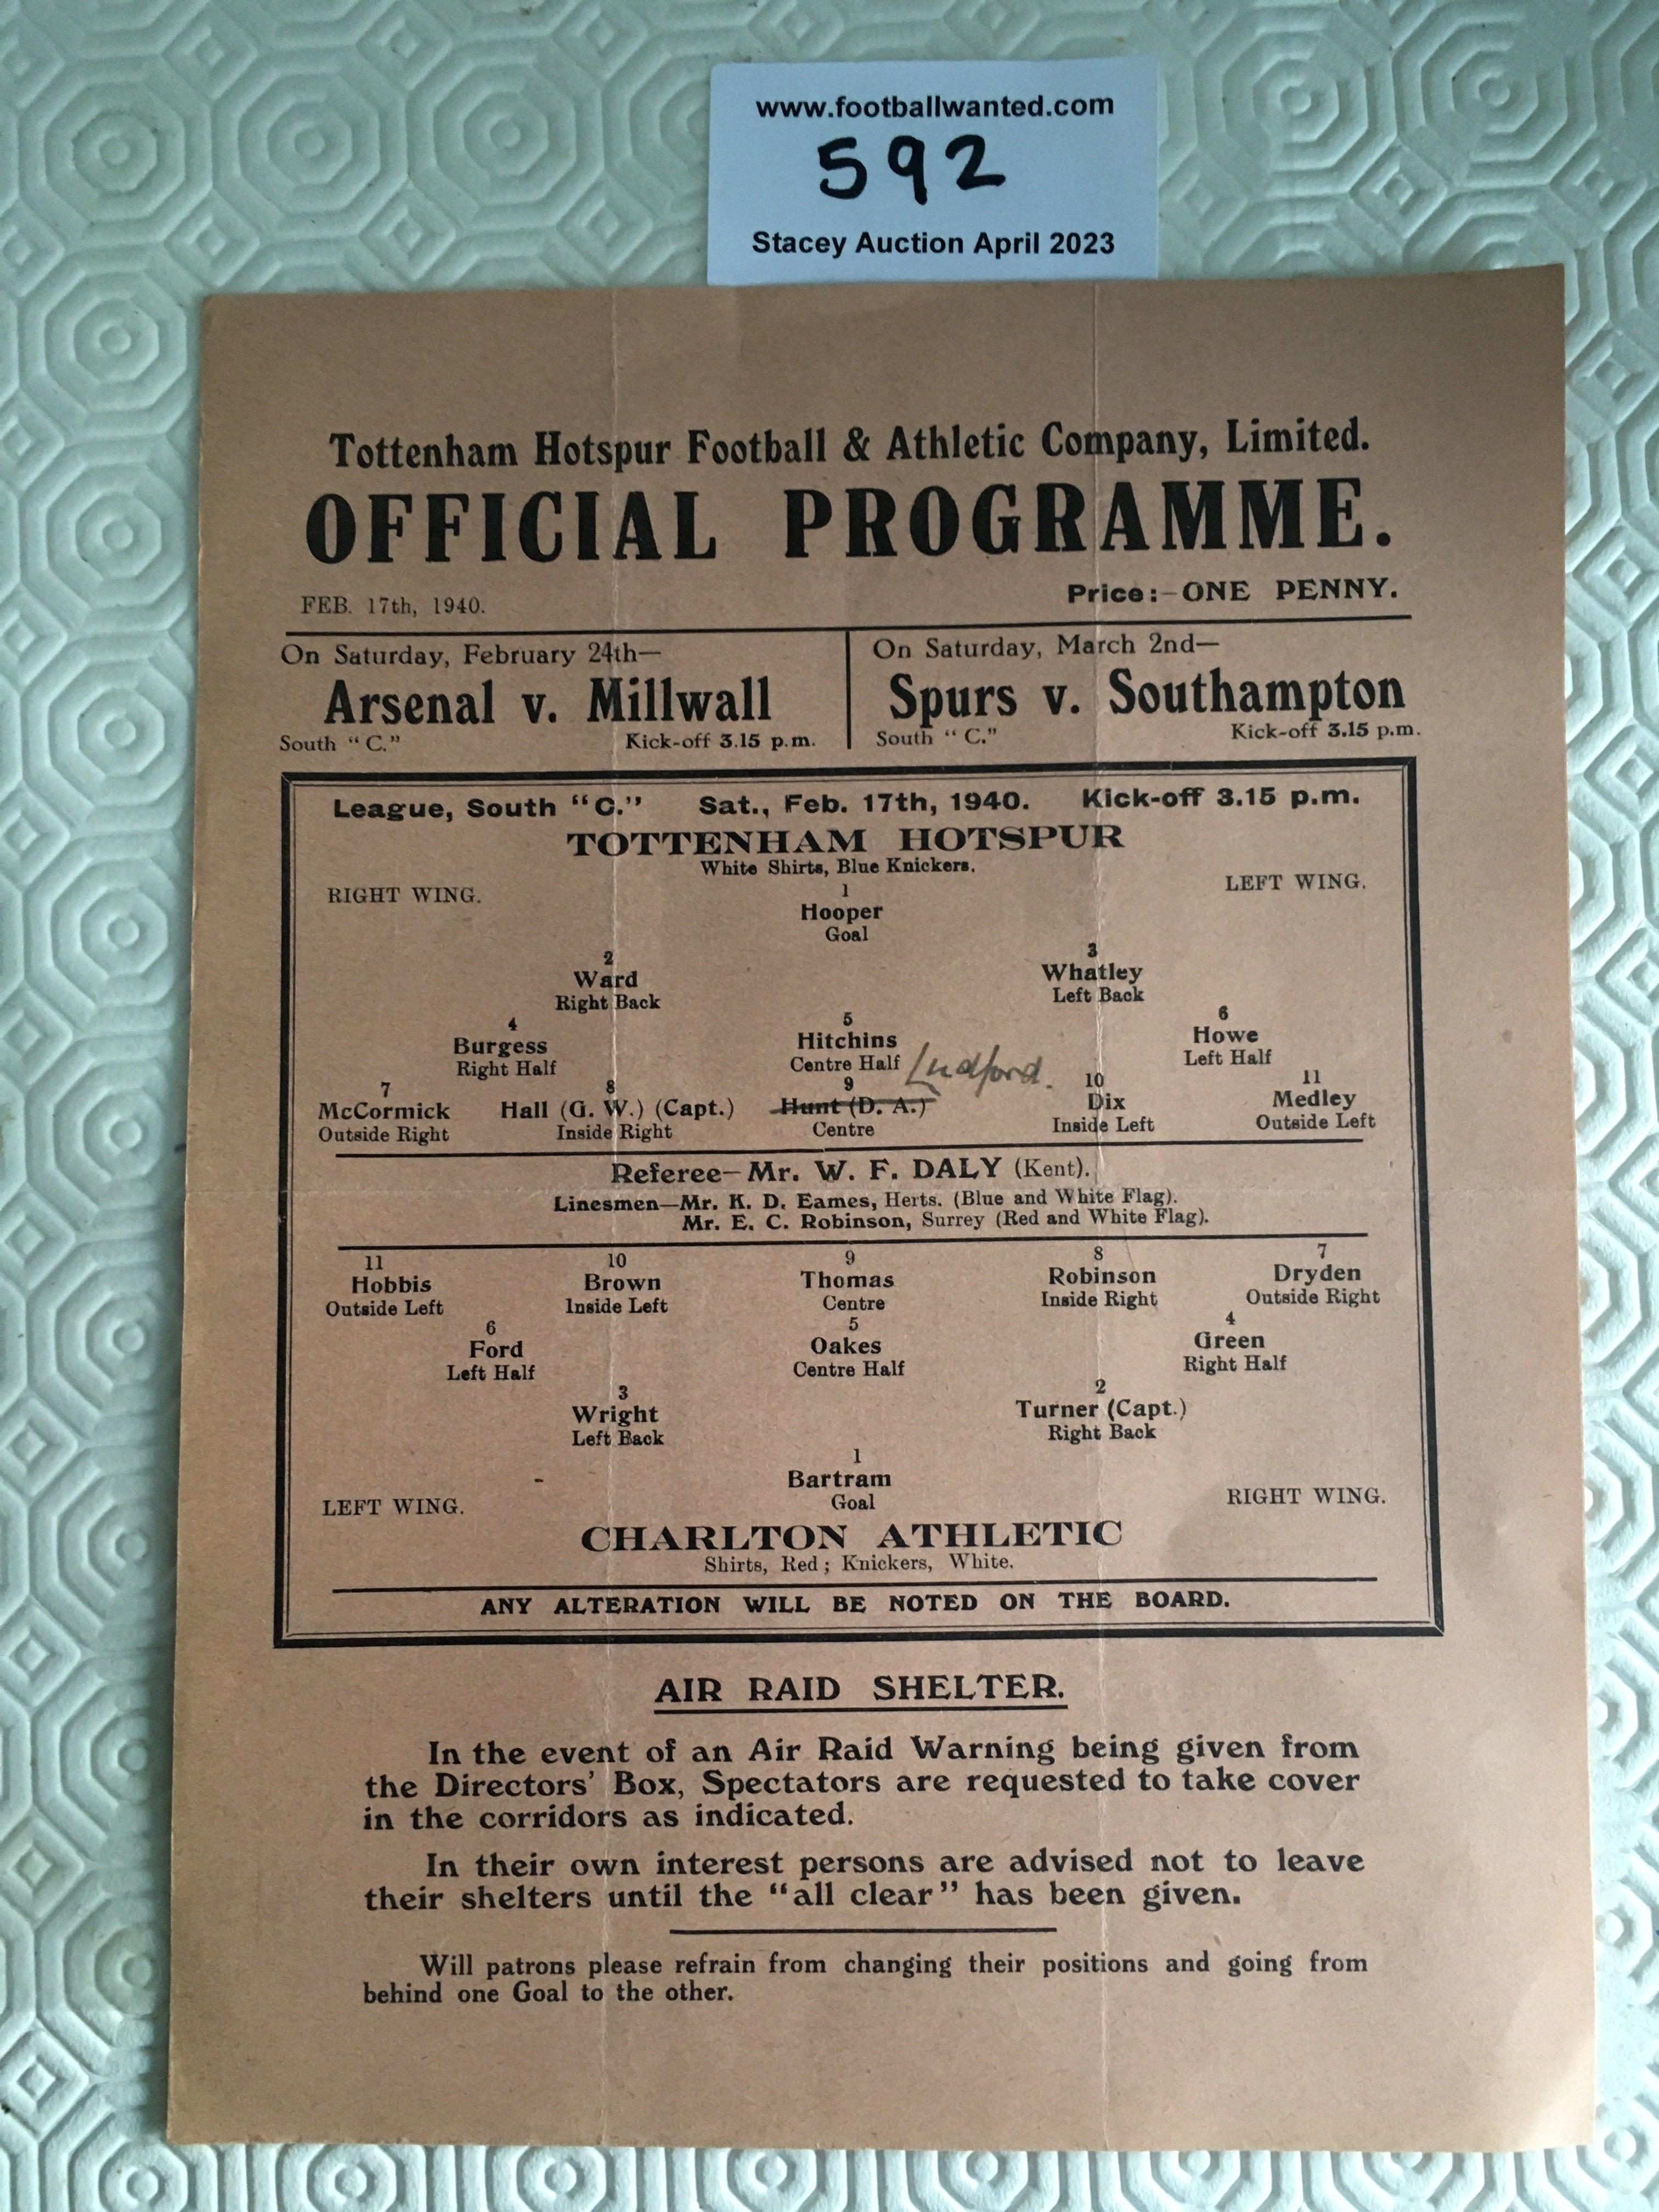 www.footballwanted.com
592
Stacey Auction April 2023
Tottenham Hotspur Football & Athletic Company, Limited.
OFFICIAL PROGRAMME.
FEB. 17th, 1940. Price:- ONE PENNY.
On Saturday, February 24th—
Arsenal v. Millwall
South "C." Kick-off 3.15 p.m.
On Saturday, March 2nd—
Spurs v. Southampton
South "C." Kick-off 3.15 p.m.
League, South "C." Sat., Feb. 17th, 1940. Kick-off 3.15 p.m.
TOTTENHAM HOTSPUR
White Shirts, Blue Knickers.
RIGHT WING. 1 LEFT WING.
Hooper
Goal
2 3
Ward Whatley
Right Back Left Back
4 5 6
Burgess Hitchins Howe
Right Half Centre Half Left Half
Ludford.
7 8 9 10 11
McCormick Hall (G. W.) (Capt.) Hunt (D. A.) Dix Medley
Outside Right Inside Right Centre Inside Left Outside Left
Referee—Mr. W. F. DALY (Kent).
Linesmen—Mr. K. D. Eames, Herts. (Blue and White Flag).
Mr. E. C. Robinson, Surrey (Red and White Flag).
11 10 9 8 7
Hobbis Brown Thomas Robinson Dryden
Outside Left Inside Left Centre Inside Right Outside Right
6 5 4
Ford Oakes Green
Left Half Centre Half Right Half
3 2
Wright Turner (Capt.)
Left Back Right Back
1
Bartram
Goal
LEFT WING. RIGHT WING.
CHARLTON ATHLETIC
Shirts, Red; Knickers, White.
ANY ALTERATION WILL BE NOTED ON THE BOARD.
AIR RAID SHELTER.
In the event of an Air Raid Warning being given from
the Directors' Box, Spectators are requested to take cover
in the corridors as indicated.
In their own interest persons are advised not to leave
their shelters until the "all clear" has been given.
Will patrons please refrain from changing their positions and going from
behind one Goal to the other.